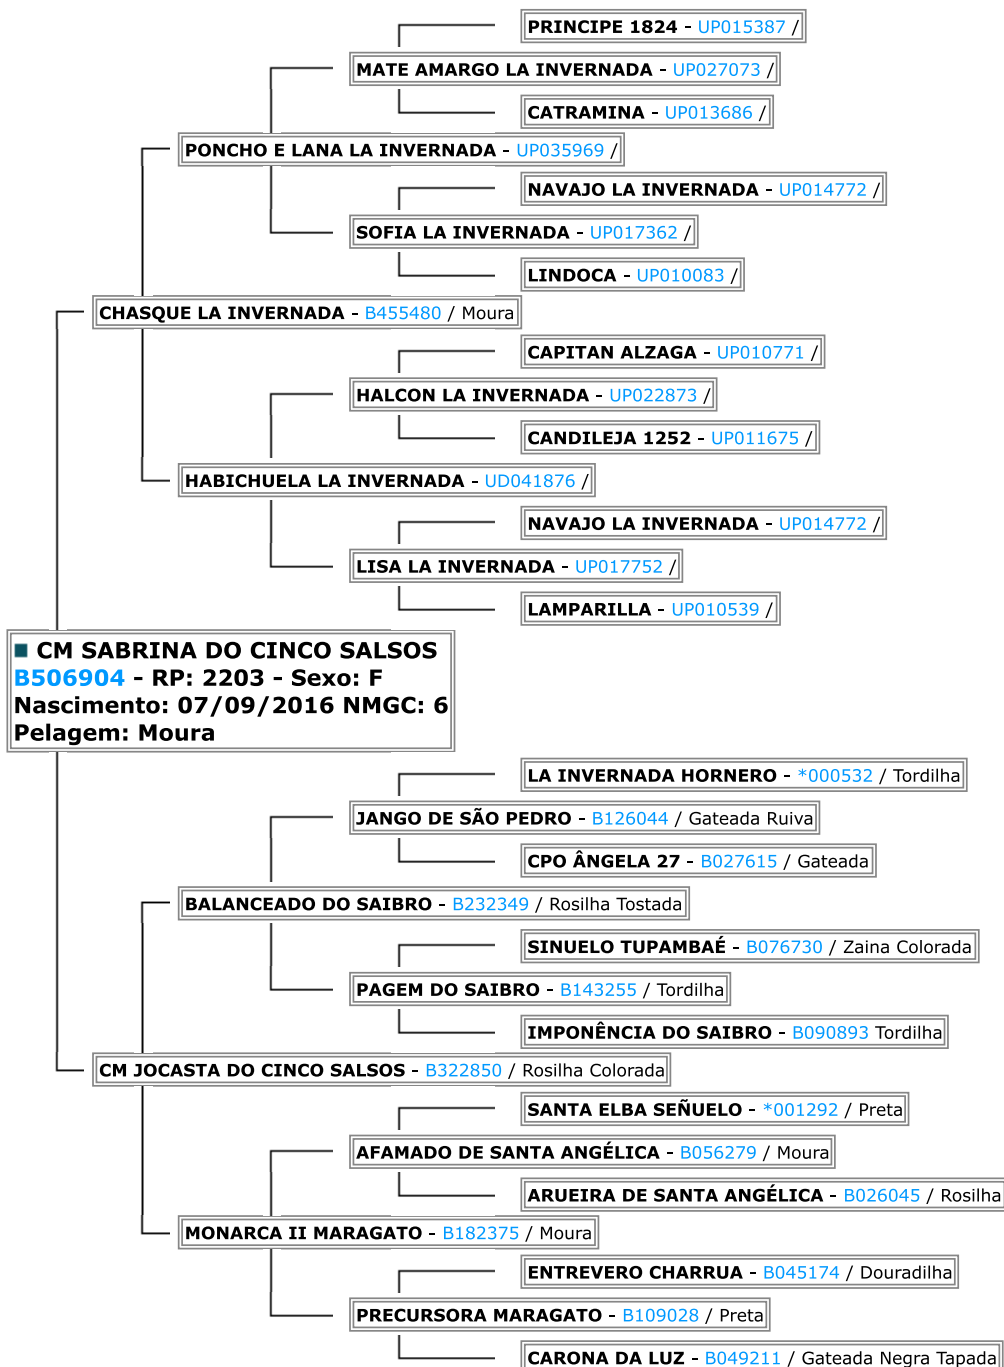 PRINCIPE 1824 - UP015387 /
MATE AMARGO LA INVERNADA - UP027073 /
CATRAMINA - UP013686 /
PONCHO E LANA LA INVERNADA - UP035969 /
NAVAJO LA INVERNADA - UP014772 /
SOFIA LA INVERNADA - UP017362 /
LINDOCA - UP010083 /
CHASQUE LA INVERNADA - B455480 / Moura
CAPITAN ALZAGA - UP010771 /
HALCON LA INVERNADA - UP022873 /
CANDILEJA 1252 - UP011675 /
HABICHUELA LA INVERNADA - UD041876 /
NAVAJO LA INVERNADA - UP014772 /
LISA LA INVERNADA - UP017752 /
LAMPARILLA - UP010539 /
CM SABRINA DO CINCO SALSOS
B506904 - RP: 2203 - Sexo: F
Nascimento: 07/09/2016 NMGC: 6
Pelagem: Moura
LA INVERNADA HORNERO - *000532 / Tordilha
JANGO DE SÃO PEDRO - B126044 / Gateada Ruiva
CPO ÂNGELA 27 - B027615 / Gateada
BALANCEADO DO SAIBRO - B232349 / Rosilha Tostada
SINUELO TUPAMBAÉ - B076730 / Zaina Colorada
PAGEM DO SAIBRO - B143255 / Tordilha
IMPONÊNCIA DO SAIBRO - B090893 Tordilha
CM JOCASTA DO CINCO SALSOS - B322850 / Rosilha Colorada
SANTA ELBA SEÑUELO - *001292 / Preta
AFAMADO DE SANTA ANGÉLICA - B056279 / Moura
ARUEIRA DE SANTA ANGÉLICA - B026045 / Rosilha
MONARCA II MARAGATO - B182375 / Moura
ENTREVERO CHARRUA - B045174 / Douradilha
PRECURSORA MARAGATO - B109028 / Preta
CARONA DA LUZ - B049211 / Gateada Negra Tapada